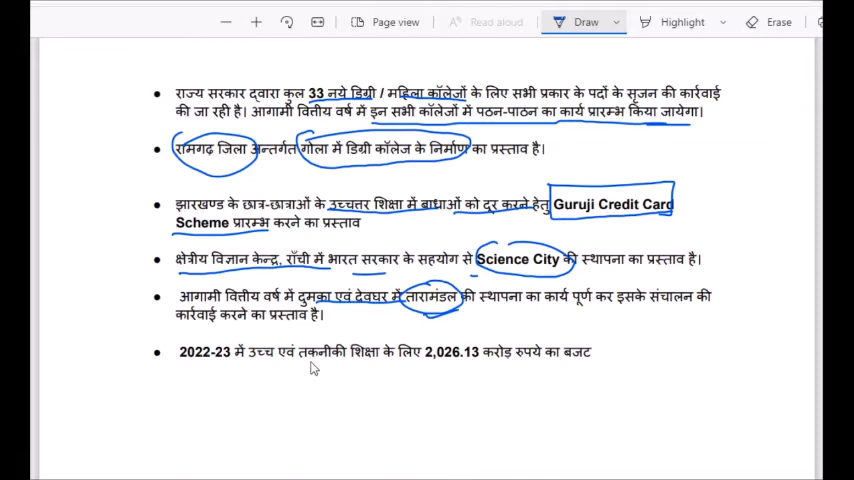 Page view
Read aloud
Draw
Highlight
Erase
राज्य सरकार द्वारा कुल 33 नये डिग्री / महिला कॉलेजों के लिए सभी प्रकार के पदों के सृजन की कार्रवाई
की जा रही है। आगामी वित्तीय वर्ष में इन सभी कॉलेजों में पठन-पाठन का कार्य प्रारम्भ किया जायेगा।
रामगढ़ जिला अन्तर्गत गोला में डिग्री कॉलेज के निर्माण का प्रस्ताव है।
झारखण्ड के छात्र-छात्राओं के उच्चत्तर शिक्षा में बाधाओं को दूर करने हेतु Guruji Credit Card
Scheme प्रारम्भ करने का प्रस्ताव
क्षेत्रीय विज्ञान केन्द्र, राँची में भारत सरकार के सहयोग से Science City की स्थापना का प्रस्ताव है।
आगामी वित्तीय वर्ष में दुमका एवं देवघर में तारामंडल की स्थापना का कार्य पूर्ण कर इसके संचालन की
कार्रवाई करने का प्रस्ताव है।
2022-23 में उच्च एवं तकनीकी शिक्षा के लिए 2,026.13 करोड़ रुपये का बजट